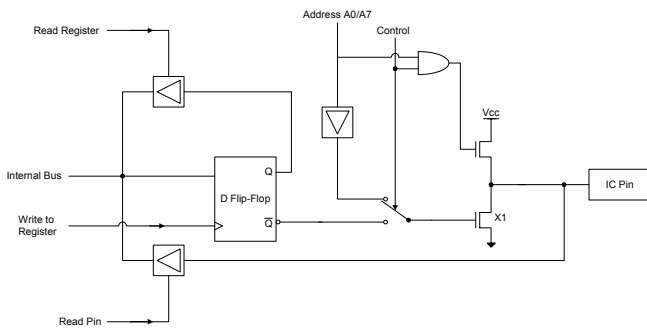 Address A0/A7
Read Register
Control
Vcc
Internal Bus
Q
D Flip-Flop
IC Pin
Write to
Register
Q
X1
Read Pin